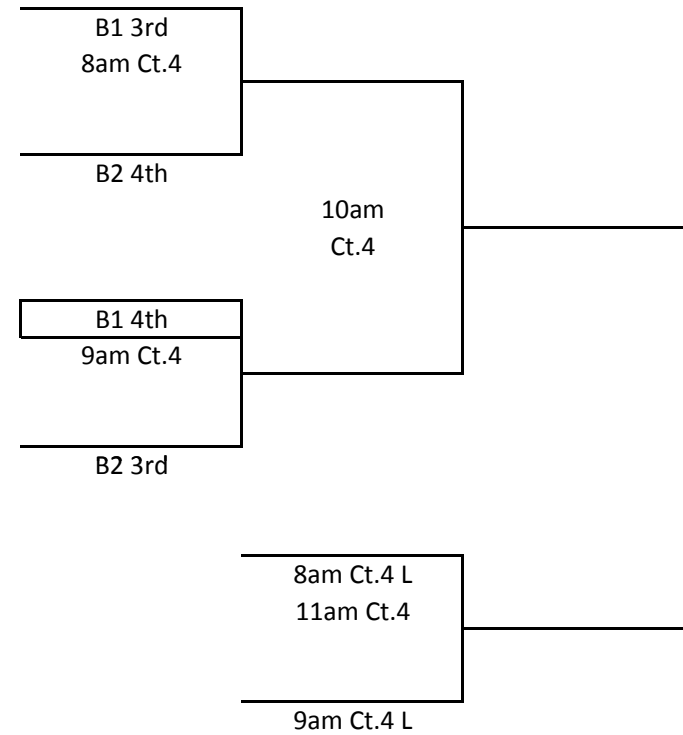 B1 3rd
8am Ct.4
B2 4th
10am
Ct.4
B1 4th
9am Ct.4
B2 3rd
8am Ct.4 L
11am Ct.4
9am Ct.4 L